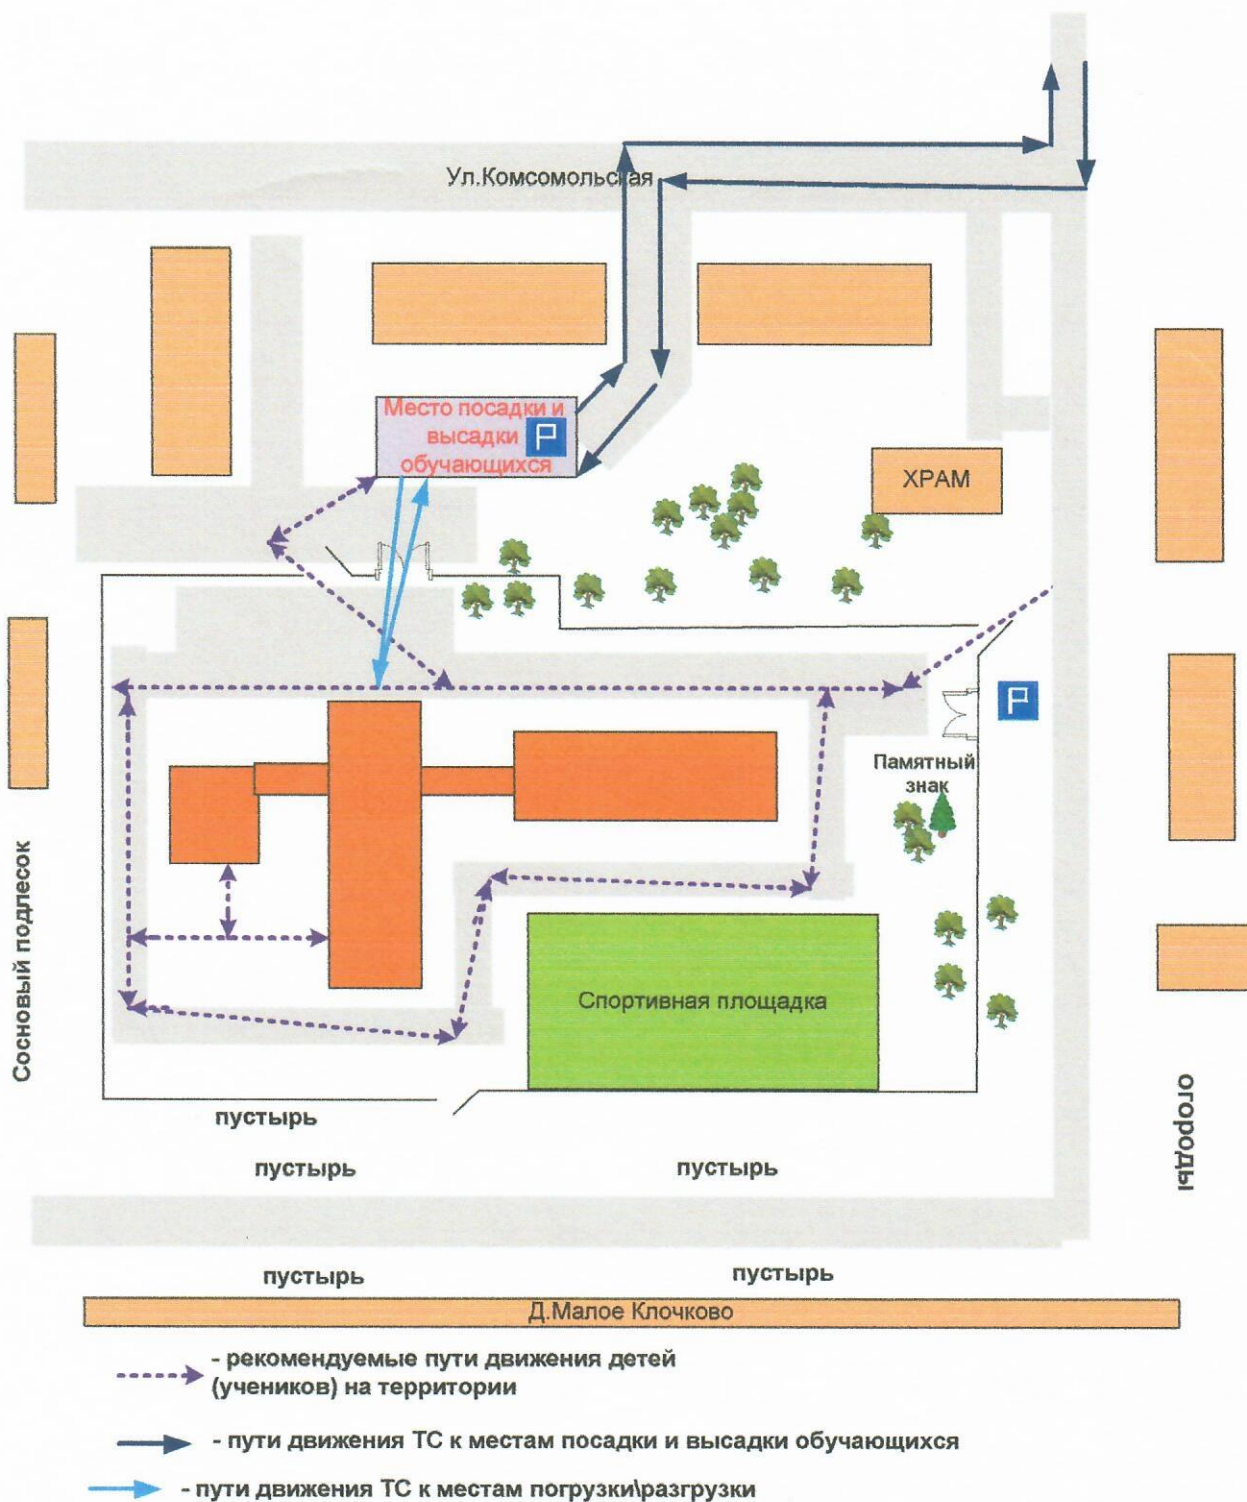 Ул.Комсомольская
Место посадки и
высадки
обучающихся
P
ХРАМ
P
Памятный
знак
Сосновый подлесок
Спортивная площадка
огороды
пустырь
пустырь
пустырь
пустырь
пустырь
Д.Малое Клочково
- рекомендуемые пути движения детей
(учеников) на территории
- пути движения ТС к местам посадки и высадки обучающихся
- пути движения ТС к местам погрузки\разгрузки